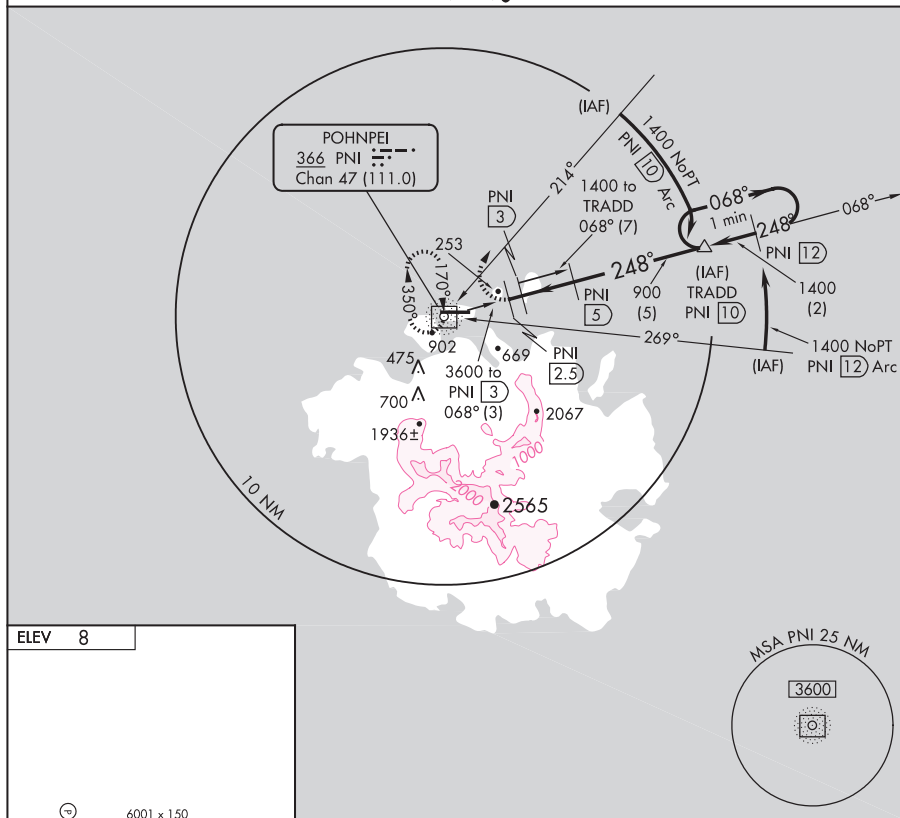 (IAF)
1400 NoPT
PNI 10 Arc
POHNPEI
366 PNI
Chan 47 (111.0)
214°
PNI
3
1400 to
TRADD
068° (7)
068°
1 min
068°
248°
PNI 12
253
170°
350°
248°
PNI
5
900
(5)
(IAF)
TRADD
PNI 10
1400
(2)
269°
902
669
PNI
2.5
(IAF)
1400 NoPT
PNI 12 Arc
475
3600 to
PNI 3
068° (3)
700
2067
1936±
1000
2000
2565
10 NM
ELEV 8
MSA PNI 25 NM
3600
P
6001 x 150